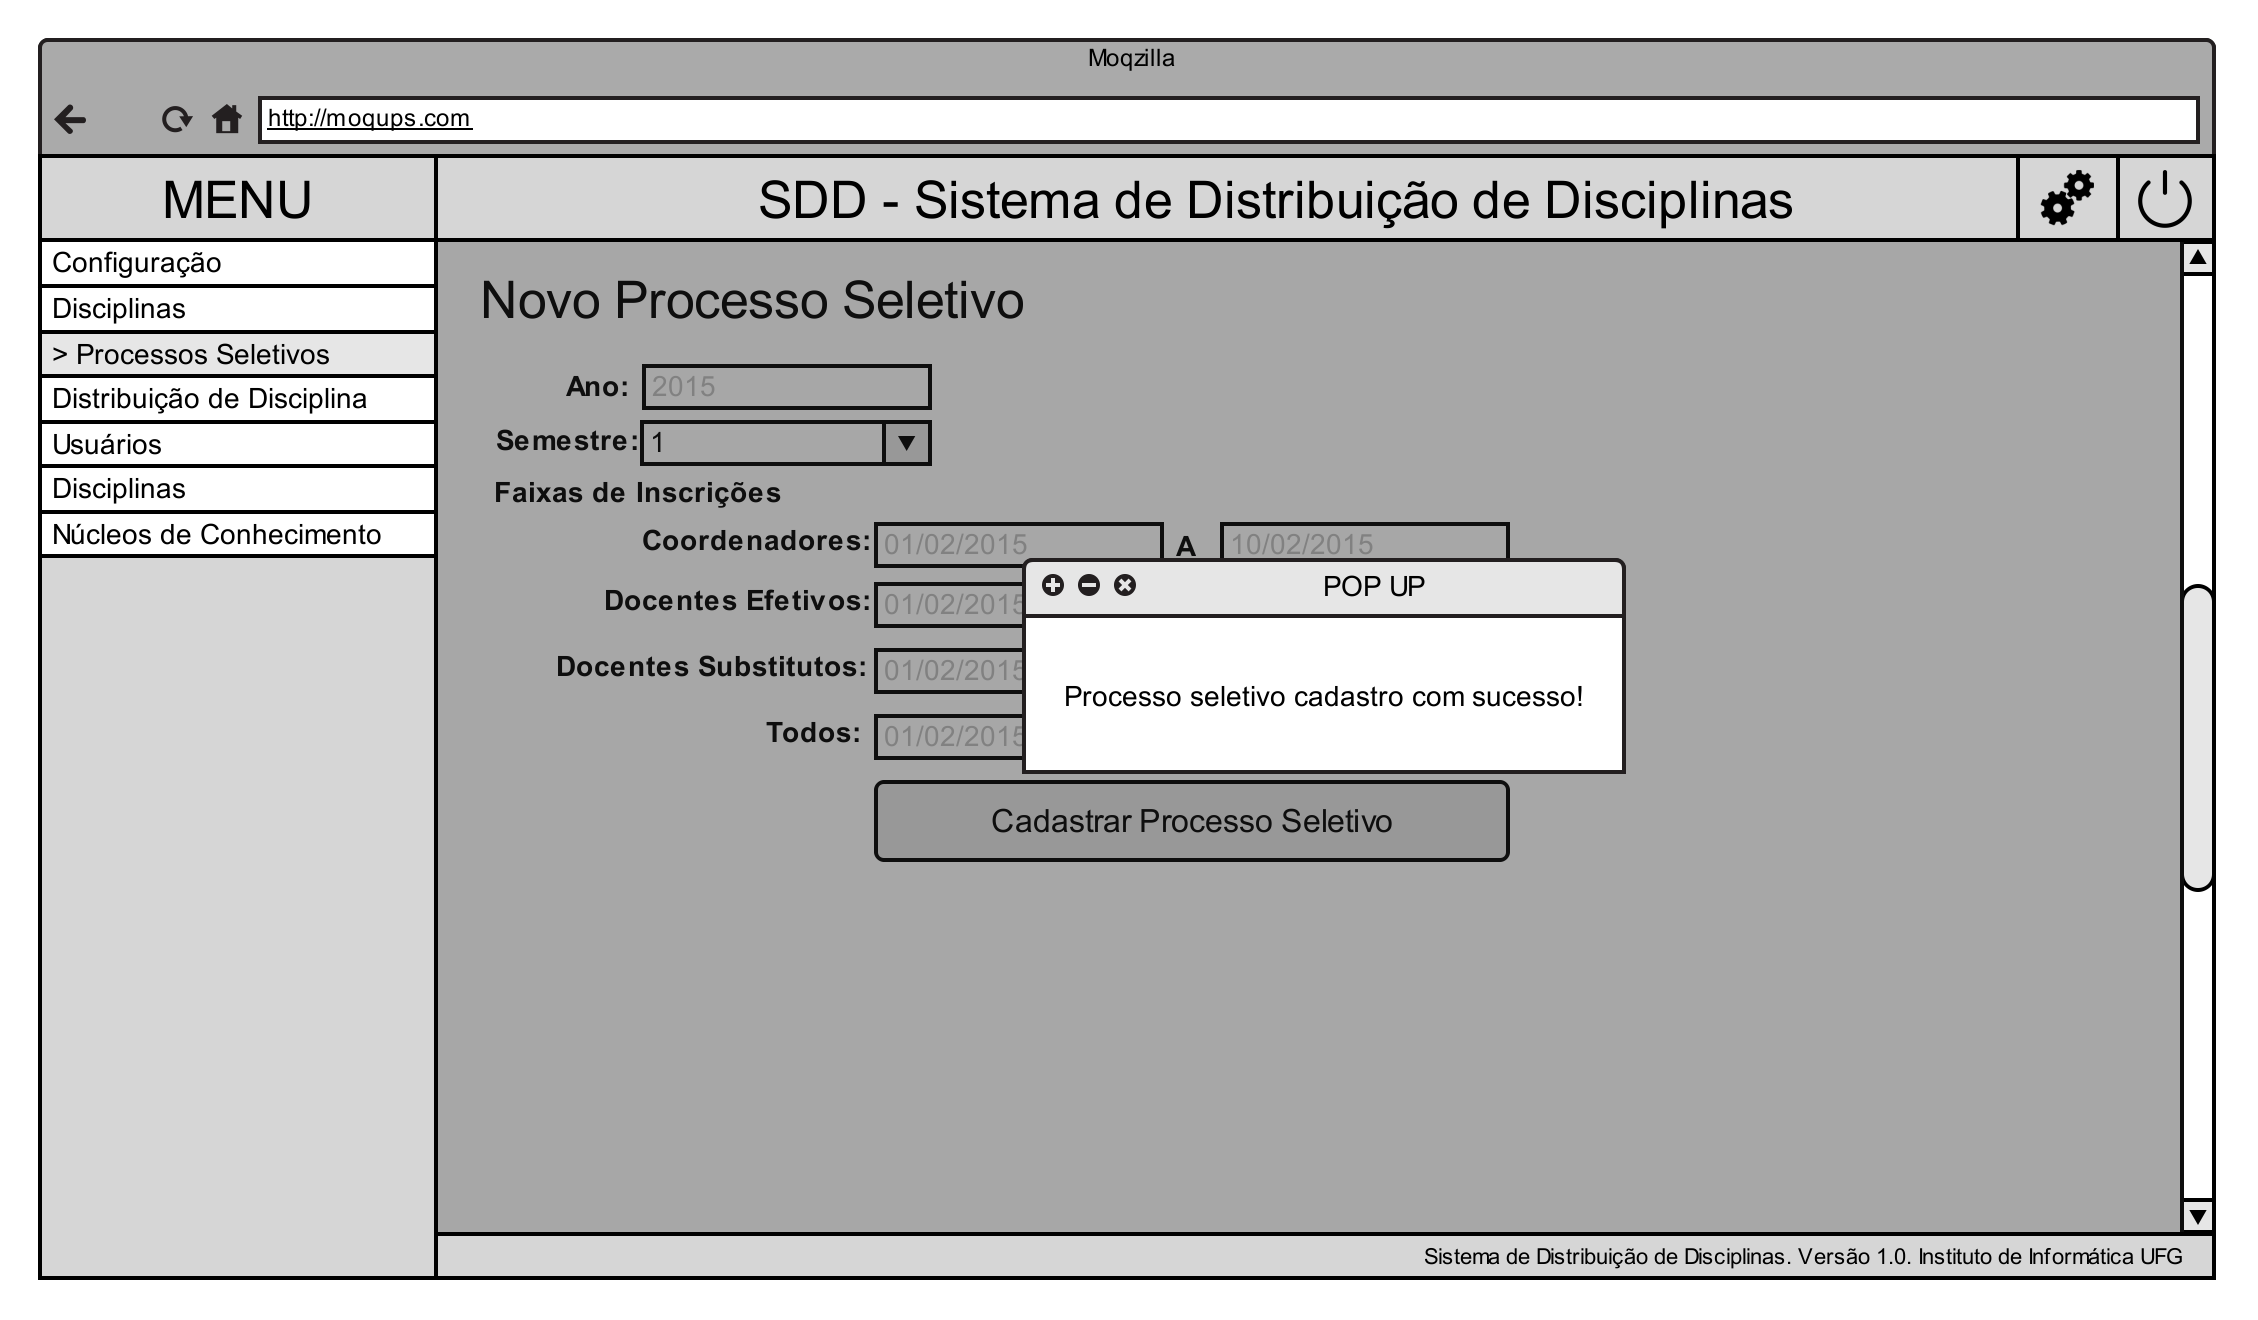 Moqzilla
http://moqups.com
MENU
SDD - Sistema de Distribuição de Disciplinas
Configuração
Disciplinas
> Processos Seletivos
Distribuição de Disciplina
Usuários
Disciplinas
Núcleos de Conhecimento
Novo Processo Seletivo
Ano: 2015
Semestre: 1
Faixas de Inscrições
Coordenadores: 01/02/2015 A 10/02/2015
Docentes Efetivos: 01/02/2015
Docentes Substitutos: 01/02/2015
Todos: 01/02/2015
POP UP
Processo seletivo cadastro com sucesso!
Cadastrar Processo Seletivo
Sistema de Distribuição de Disciplinas. Versão 1.0. Instituto de Informática UFG